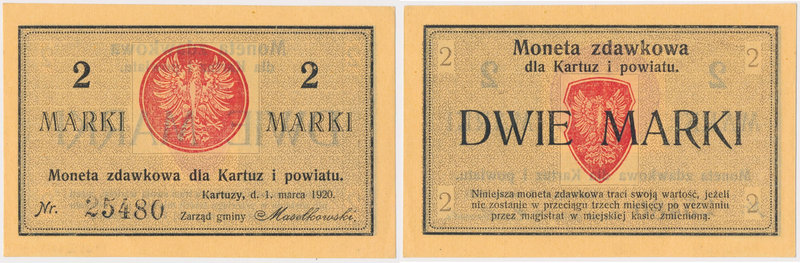 2 2
MARKI MARKI
Moneta zdawkowa dla Kartuz i powiatu.
Kartuzy, d. 1. marca 1920.
Nr. 25480 Zarząd gminy Maselkowski.
2 Moneta zdawkowa 2
dla Kartuz i powiatu.
DWIE MARKI
Niniejsza moneta zdawkowa traci swoją wartość, jeżeli
nie zostanie w przeciągu trzech miesięcy po wezwaniu
2 przez magistrat w miejskiej kasie zmienioną. 2